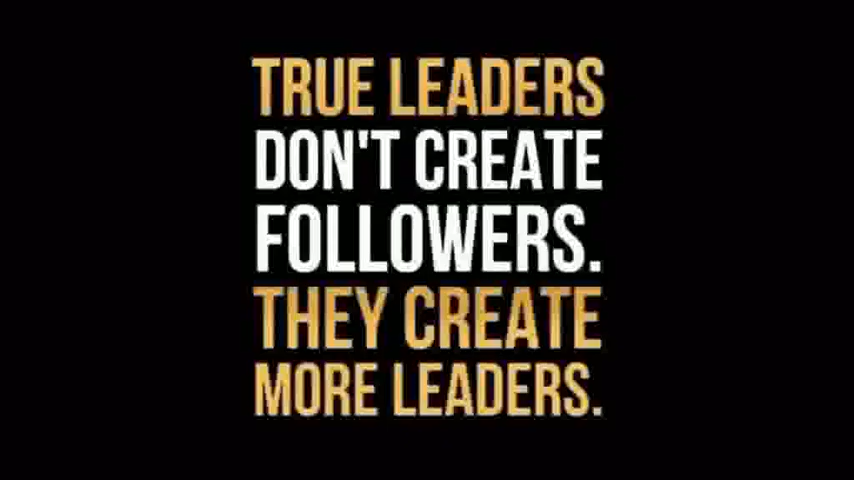 TRUE LEADERS
DON'T CREATE
FOLLOWERS.
THEY CREATE
MORE LEADERS.